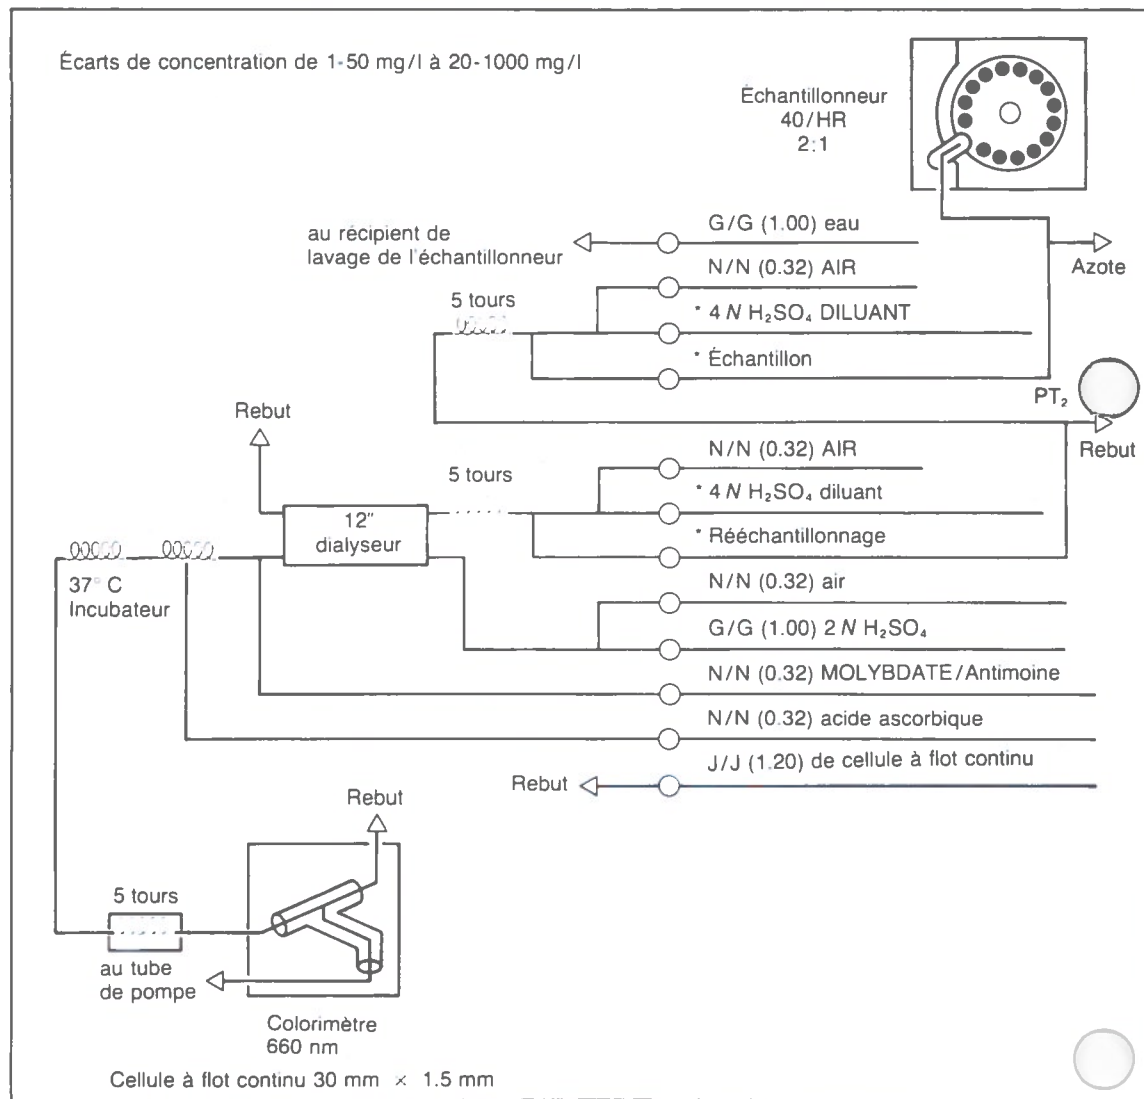 Écarts de concentration de 1-50 mg/l à 20-1000 mg/l
Échantillonneur
40/HR
2:1
G/G (1.00) eau
au récipient de
lavage de l'échantillonneur
Azote
N/N (0.32) AIR
5 tours
* 4 N H₂SO₄ DILUANT
* Échantillon
PT₂
Rebut
Rebut
N/N (0.32) AIR
5 tours
* 4 N H₂SO₄ diluant
12"
dialyseur
* Rééchantillonnage
37° C
Incubateur
N/N (0.32) air
G/G (1.00) 2 N H₂SO₄
N/N (0.32) MOLYBDATE/Antimoine
N/N (0.32) acide ascorbique
J/J (1.20) de cellule à flot continu
Rebut
Rebut
5 tours
au tube
de pompe
Colorimètre
660 nm
Cellule à flot continu 30 mm × 1.5 mm